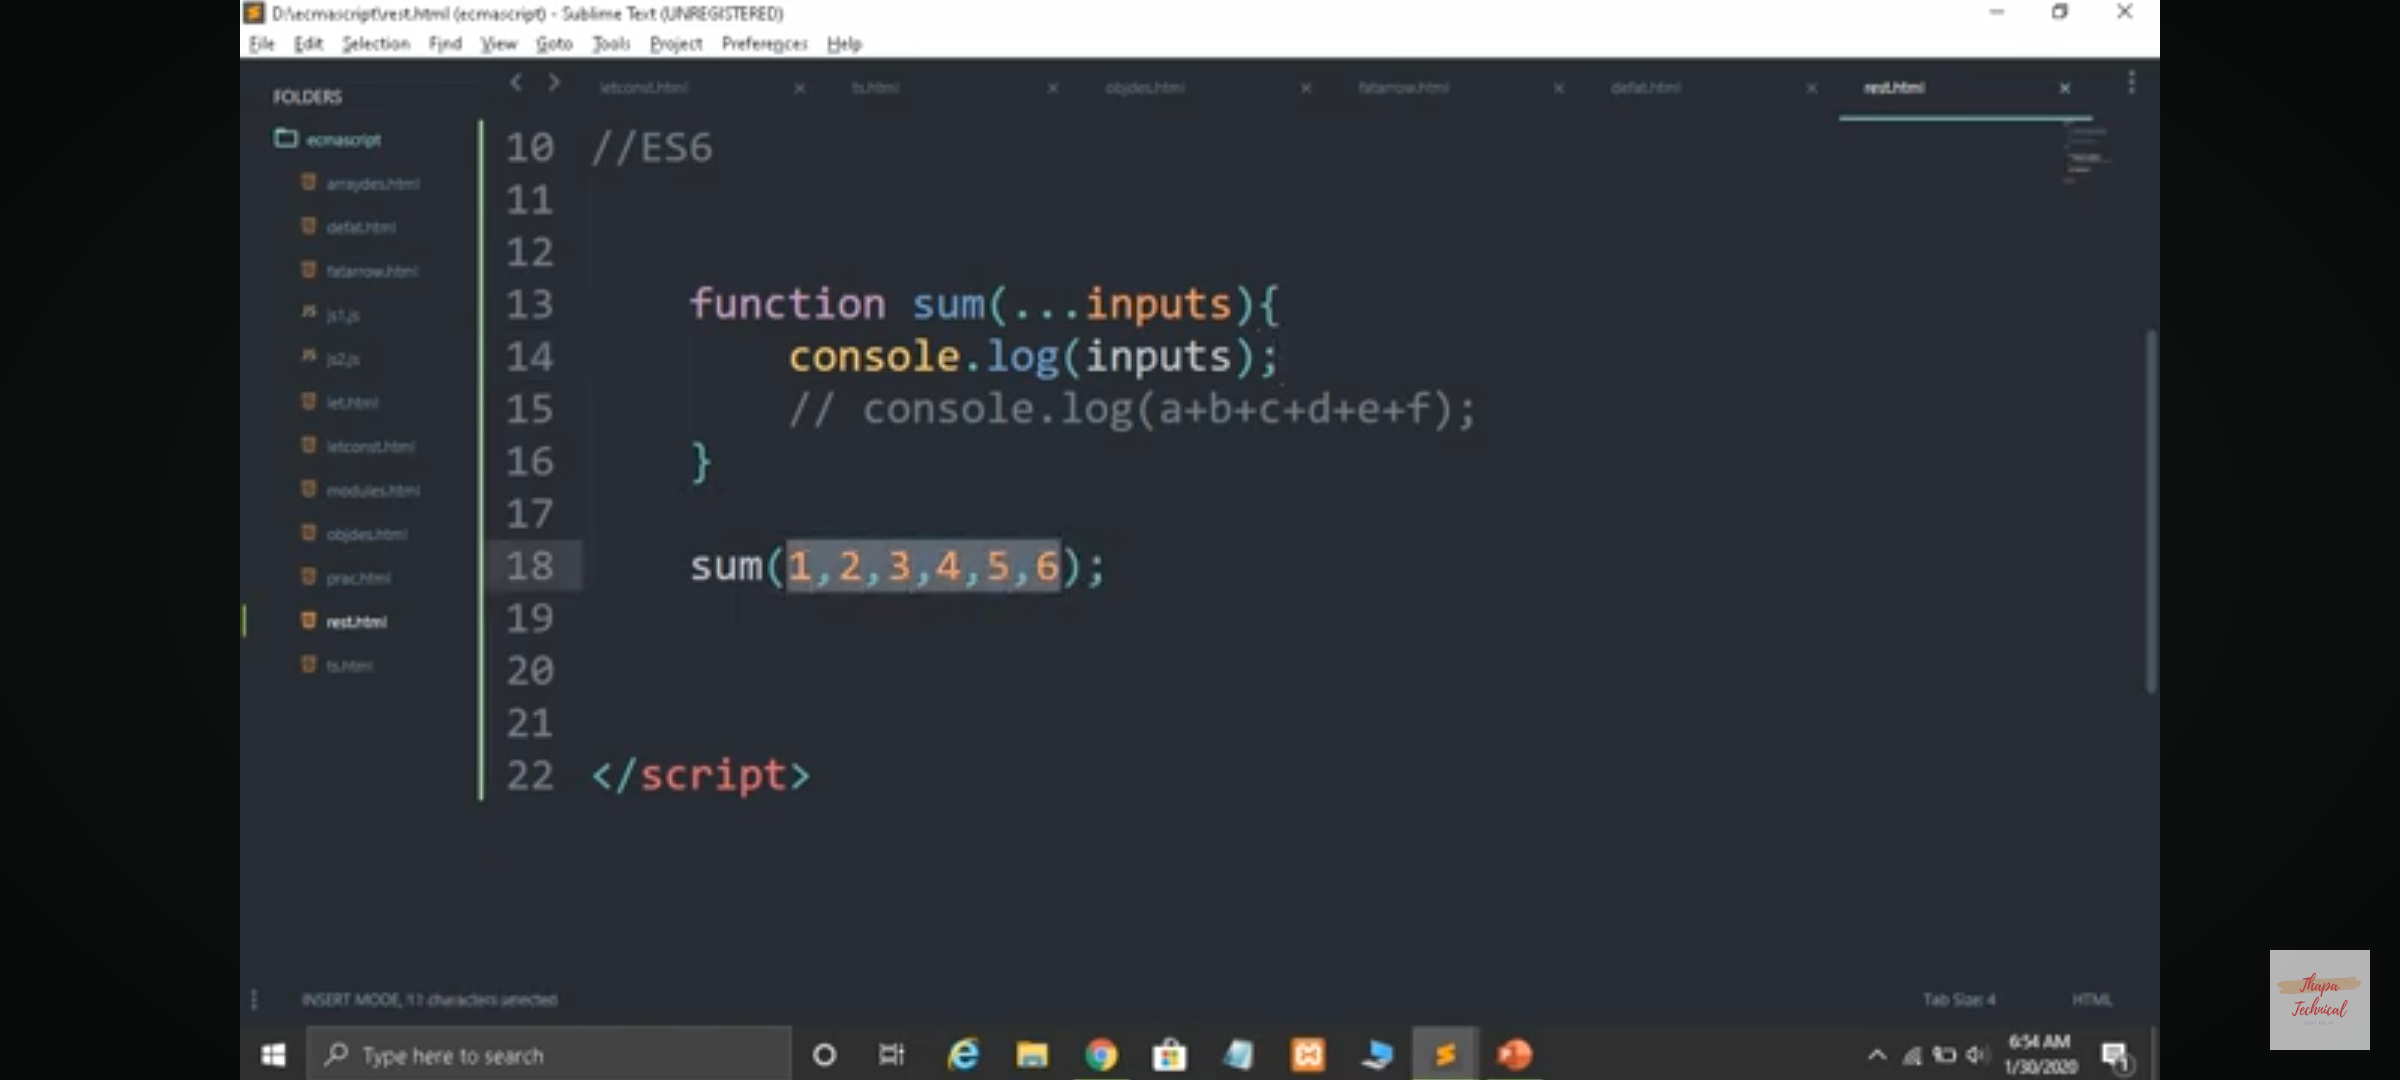 D:\ecmascript\rest.html (ecmascript) - Sublime Text (UNREGISTERED)
File Edit Selection Find View Goto Tools Project Preferences Help
FOLDERS
ecmascript
arraydes.html
defat.html
fatarrow.html
js1.js
js2.js
let.html
letconst.html
modules.html
objdes.html
prac.html
rest.html
ts.html
letconst.html ts.html objdes.html fatarrow.html defat.html rest.html
10 //ES6
11
12
13 function sum(...inputs){
14 console.log(inputs);
15 // console.log(a+b+c+d+e+f);
16 }
17
18 sum(1,2,3,4,5,6);
19
20
21
22 </script>
INSERT MODE, 11 characters selected
Tab Size: 4 HTML
Type here to search
6:54 AM
1/30/2020
Thapa
Technical